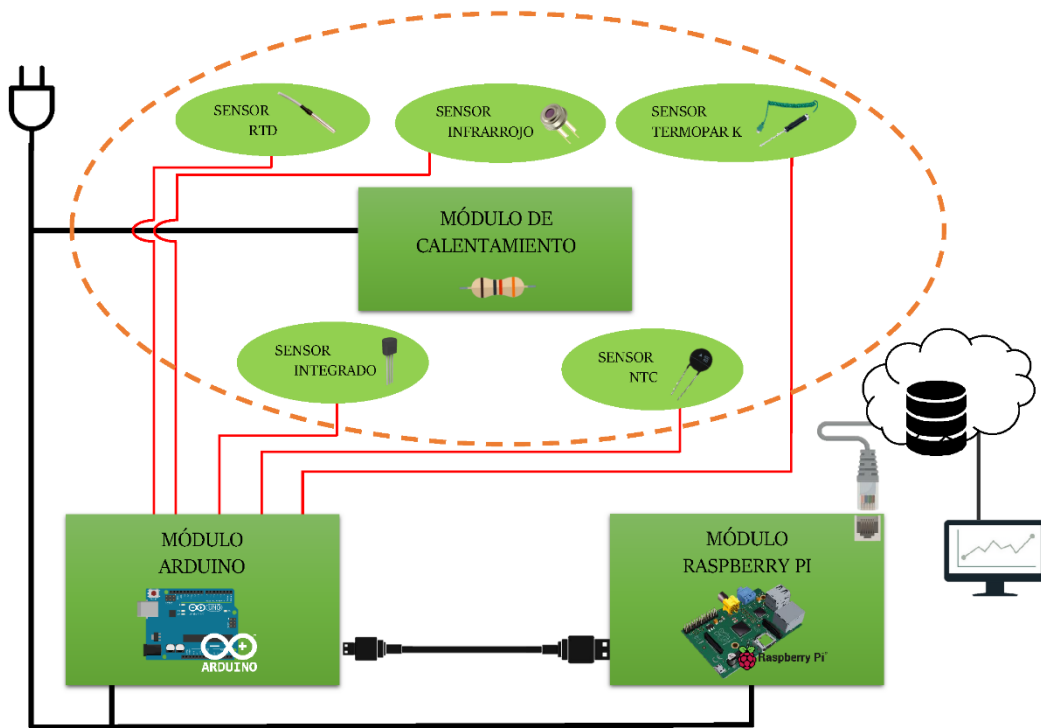 SENSOR
RTD
SENSOR
INFRARROJO
SENSOR
TERMOPAR K
MÓDULO DE
CALENTAMIENTO
SENSOR
INTEGRADO
SENSOR
NTC
MÓDULO
ARDUINO
UNO
ARDUINO
MÓDULO
RASPBERRY PI
Raspberry Pi